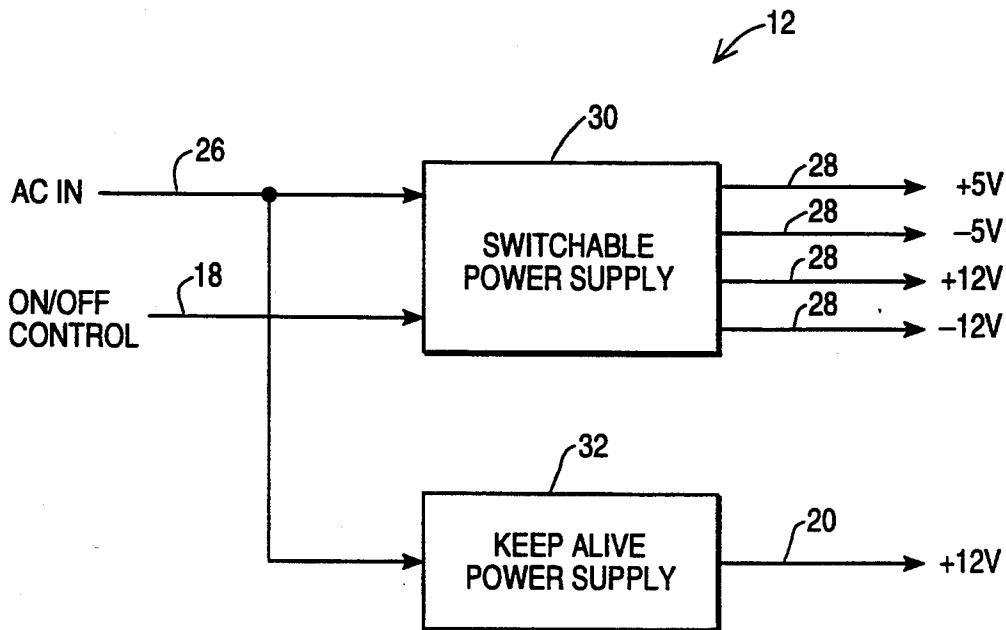 12
30
26
AC IN
28
+5V
28
−5V
SWITCHABLE
POWER SUPPLY
28
+12V
18
ON/OFF
CONTROL
28
−12V
32
KEEP ALIVE
POWER SUPPLY
20
+12V